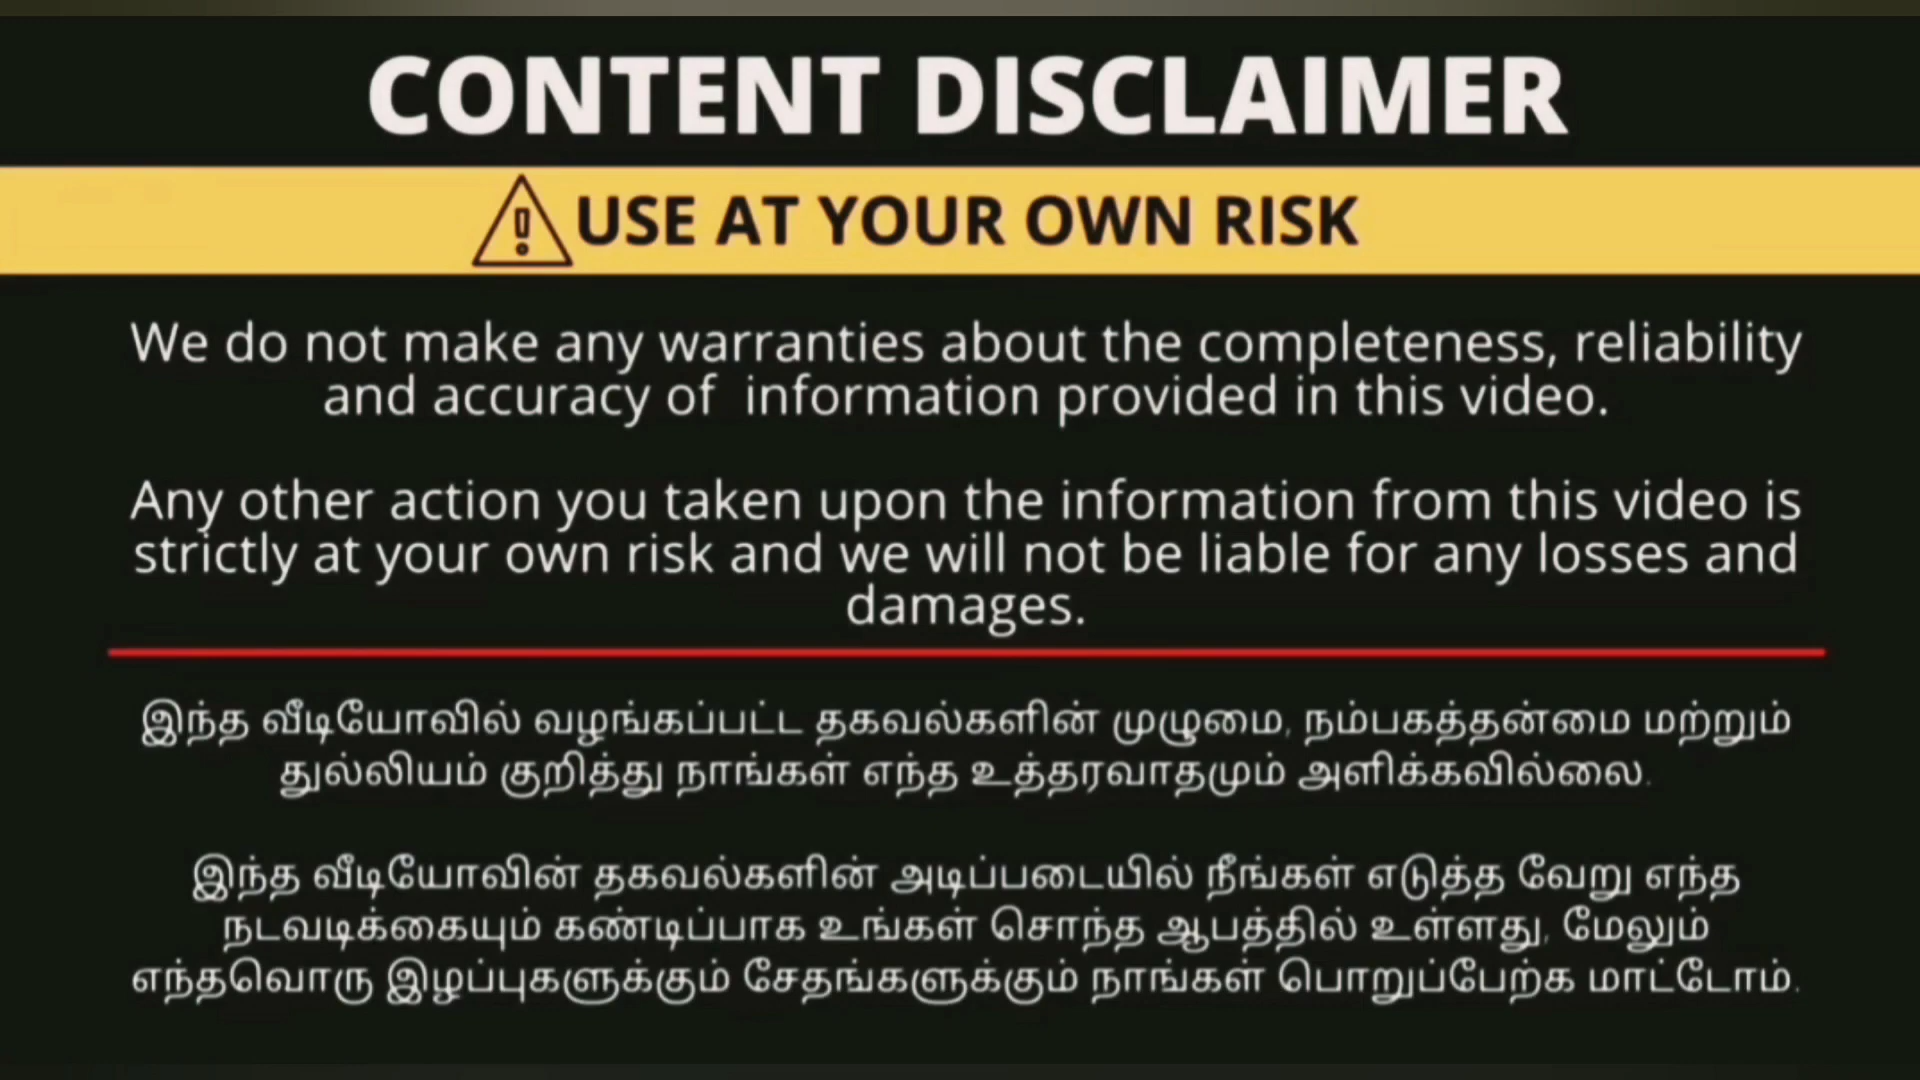 CONTENT DISCLAIMER
USE AT YOUR OWN RISK
We do not make any warranties about the completeness, reliability
and accuracy of information provided in this video.
Any other action you taken upon the information from this video is
strictly at your own risk and we will not be liable for any losses and
damages.
இந்த வீடியோவில் வழங்கப்பட்ட தகவல்களின் முழுமை, நம்பகத்தன்மை மற்றும்
துல்லியம் குறித்து நாங்கள் எந்த உத்தரவாதமும் அளிக்கவில்லை.
இந்த வீடியோவின் தகவல்களின் அடிப்படையில் நீங்கள் எடுத்த வேறு எந்த
நடவடிக்கையும் கண்டிப்பாக உங்கள் சொந்த ஆபத்தில் உள்ளது, மேலும்
எந்தவொரு இழப்புகளுக்கும் சேதங்களுக்கும் நாங்கள் பொறுப்பேற்க மாட்டோம்.